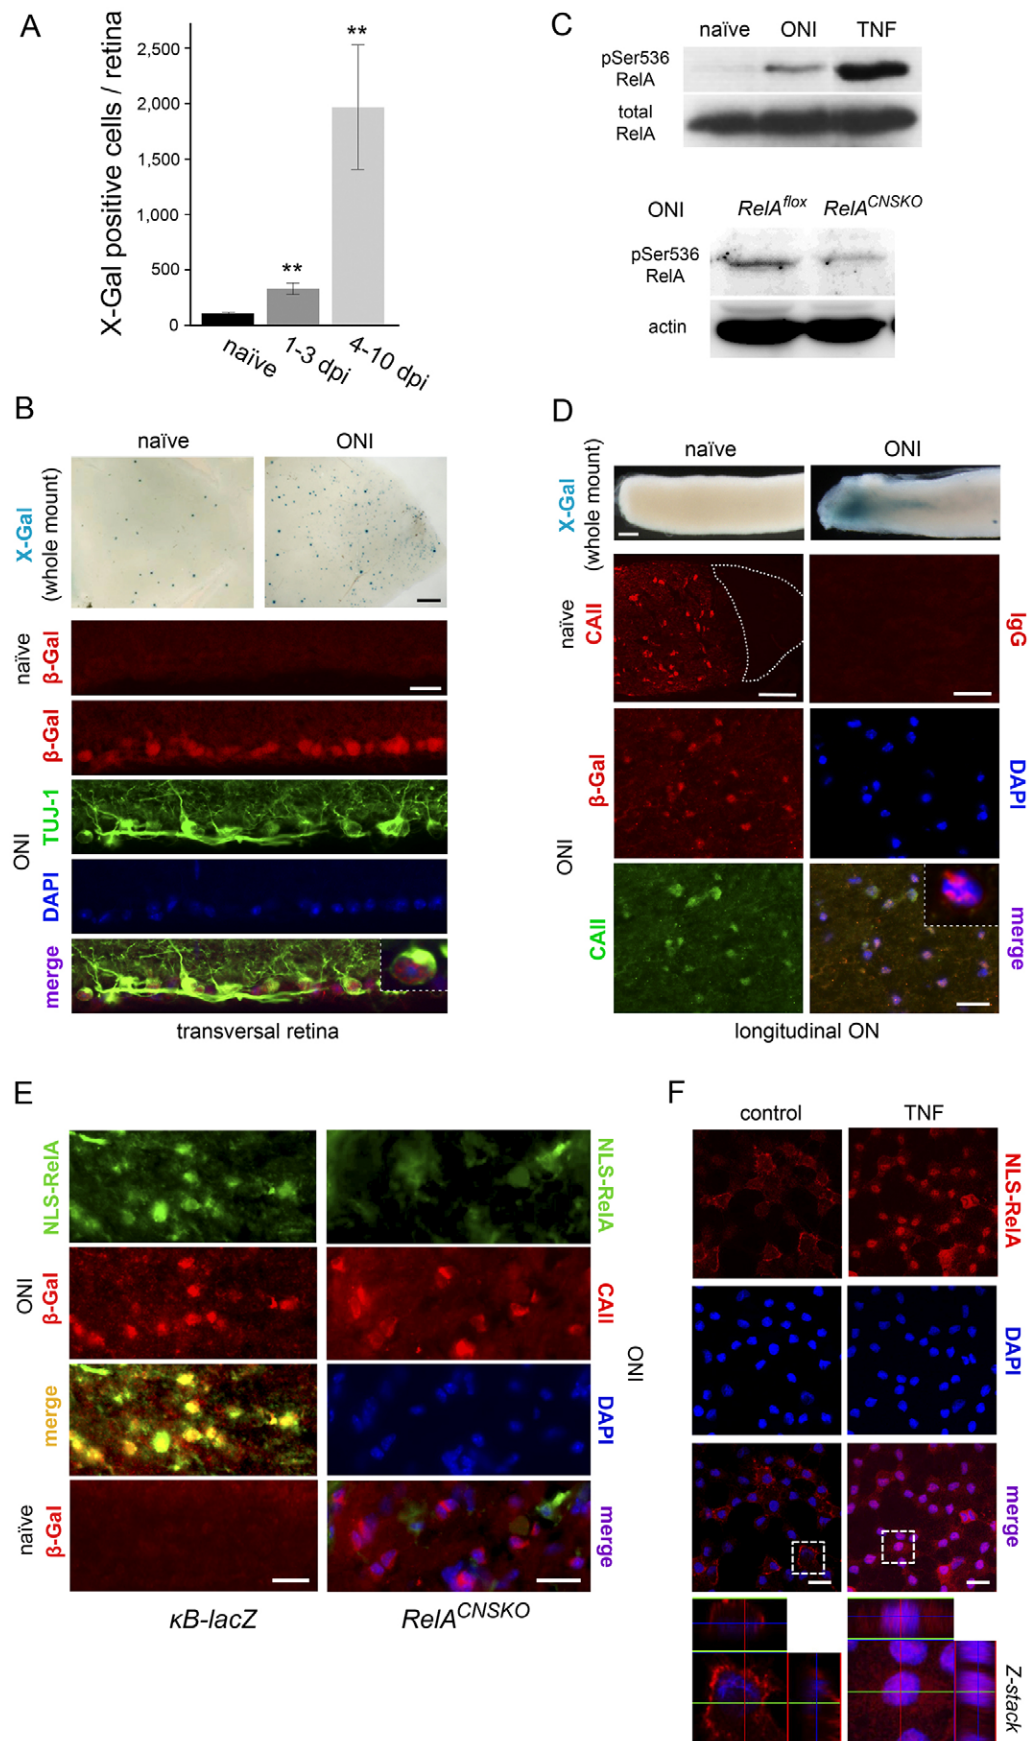 A
X-Gal positive cells / retina
2,500
2,000
1,500
1,000
500
0
**
**
naïve
1-3 dpi
4-10 dpi
B
naïve ONI
X-Gal
(whole mount)
naïve
β-Gal
ONI
β-Gal
TUJ-1
DAPI
merge
transversal retina
C
naïve ONI TNF
pSer536
RelA
total
RelA
ONI RelA^flox RelA^CNSKO
pSer536
RelA
actin
D
naïve ONI
X-Gal
(whole mount)
naïve
CAII
IgG
ONI
β-Gal
DAPI
CAII
merge
longitudinal ON
E
NLS-RelA
NLS-RelA
ONI
β-Gal
CAII
ONI
merge
DAPI
naïve
β-Gal
merge
κB-lacZ RelA^CNSKO
F
control TNF
NLS-RelA
DAPI
merge
Z-stack